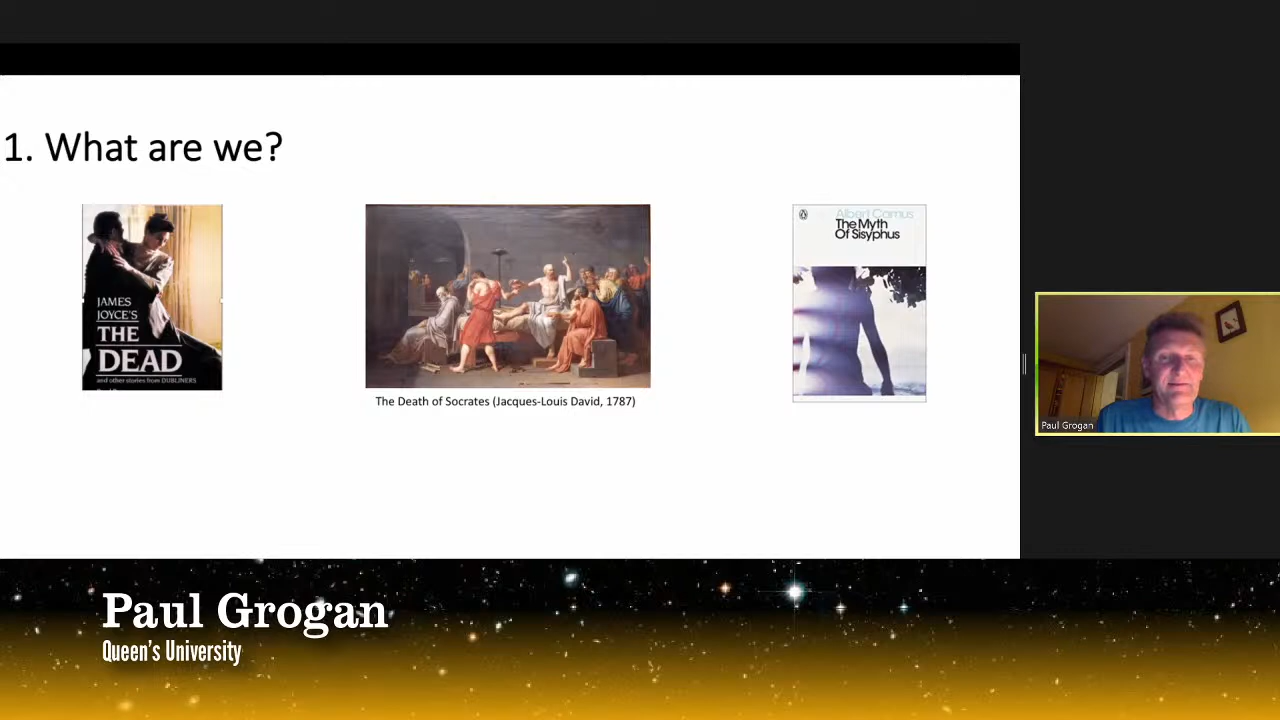 1. What are we?
JAMES
JOYCE'S
THE
DEAD
and other stories from DUBLINERS
The Death of Socrates (Jacques-Louis David, 1787)
Albert Camus
The Myth
Of Sisyphus
Paul Grogan
Paul Grogan
Queen's University